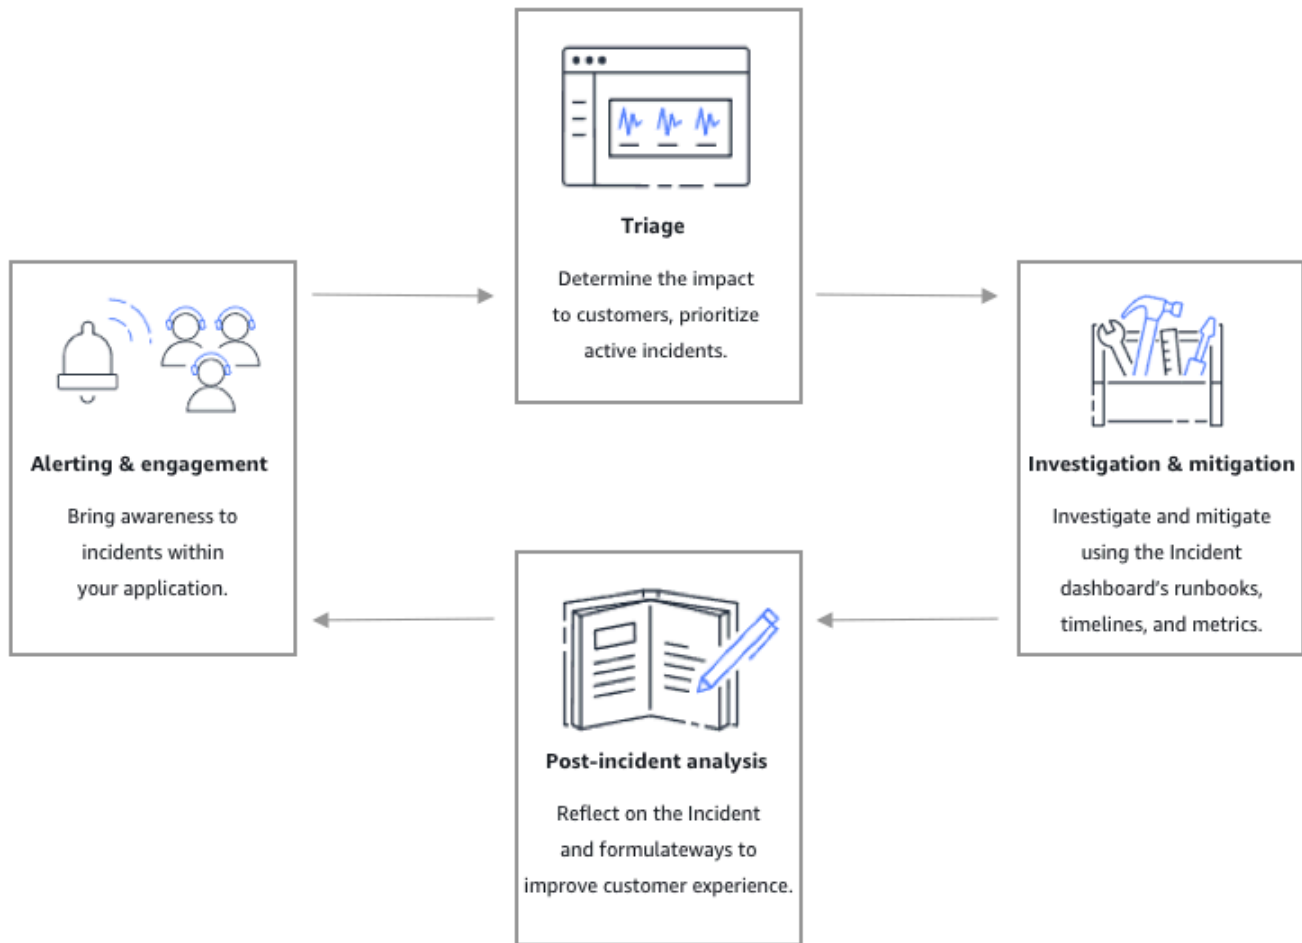 Triage
Determine the impact
to customers, prioritize
active incidents.
Alerting & engagement
Bring awareness to
incidents within
your application.
Investigation & mitigation
Investigate and mitigate
using the Incident
dashboard's runbooks,
timelines, and metrics.
Post-incident analysis
Reflect on the Incident
and formulateways to
improve customer experience.